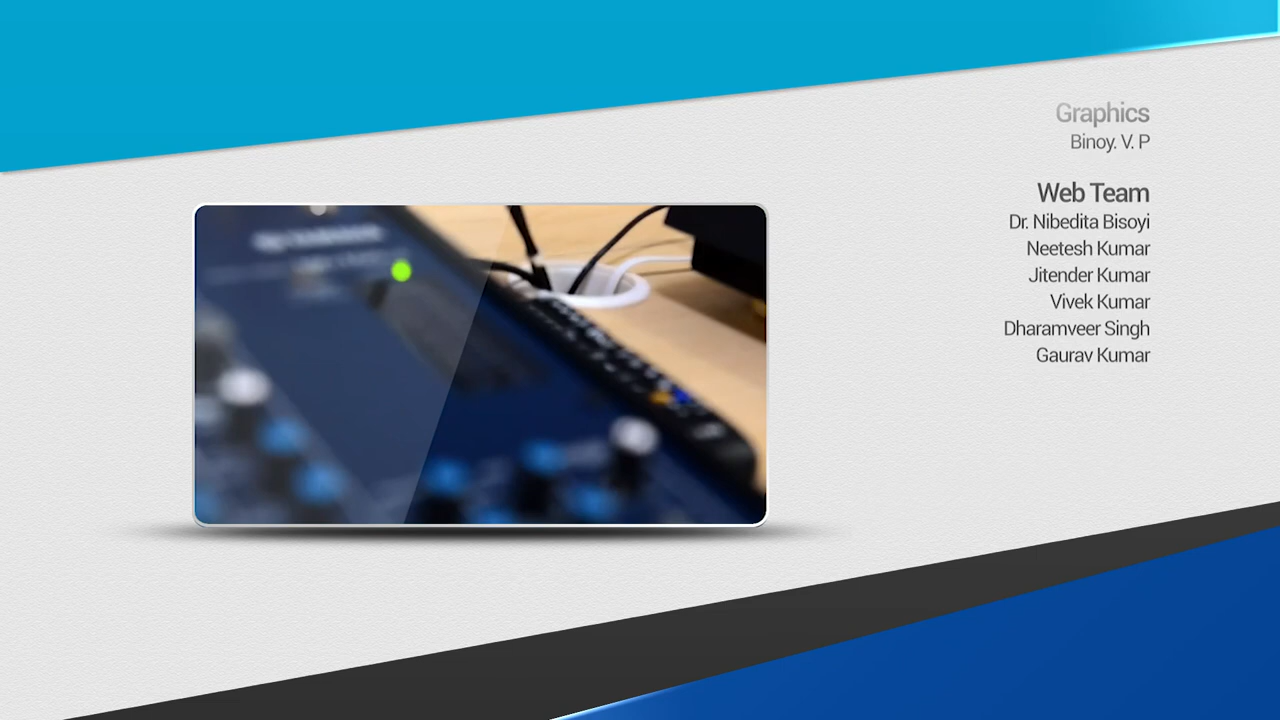 Graphics
Binoy. V. P
Web Team
Dr. Nibedita Bisoyi
Neetesh Kumar
Jitender Kumar
Vivek Kumar
Dharamveer Singh
Gaurav Kumar